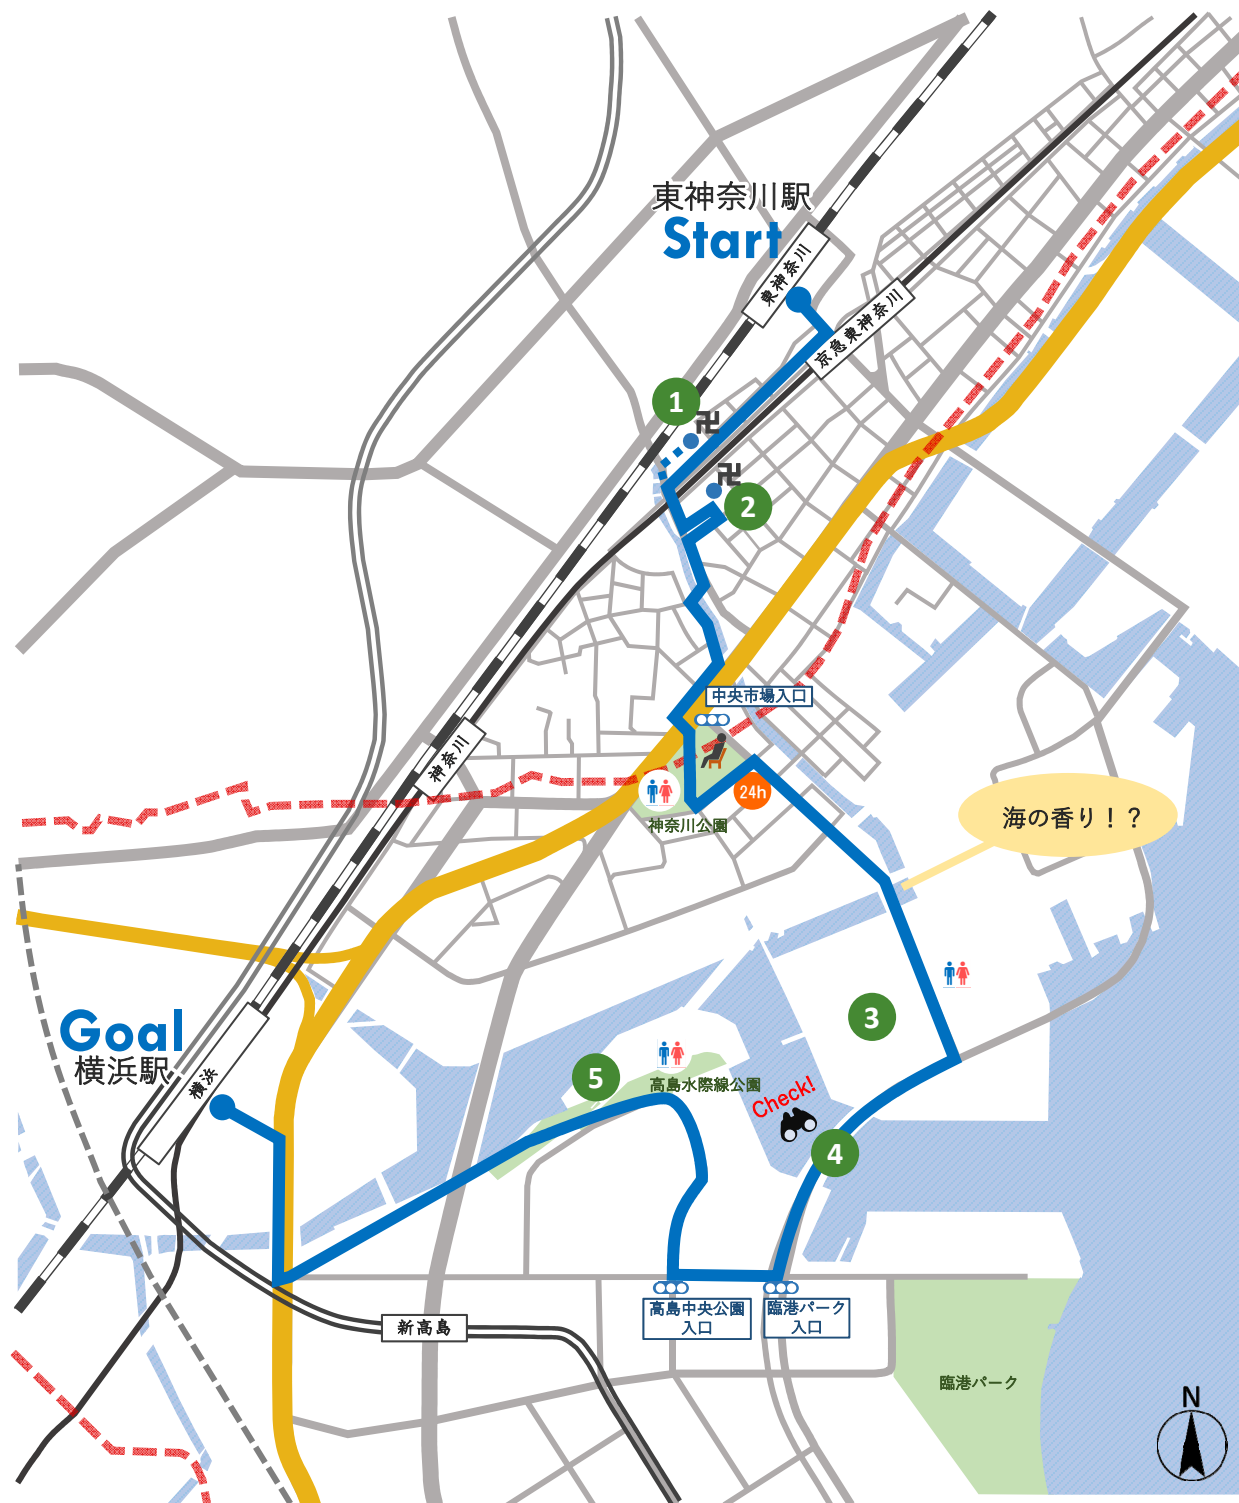 東神奈川駅
Start
東神奈川
京急東神奈川
1
卍
卍
2
中央市場入口
神奈川
24h
神奈川公園
海の香り！？
3
Goal
横浜駅
横浜
5
高島水際線公園
Check!
4
高島中央公園
入口
臨港パーク
入口
新高島
臨港パーク
N